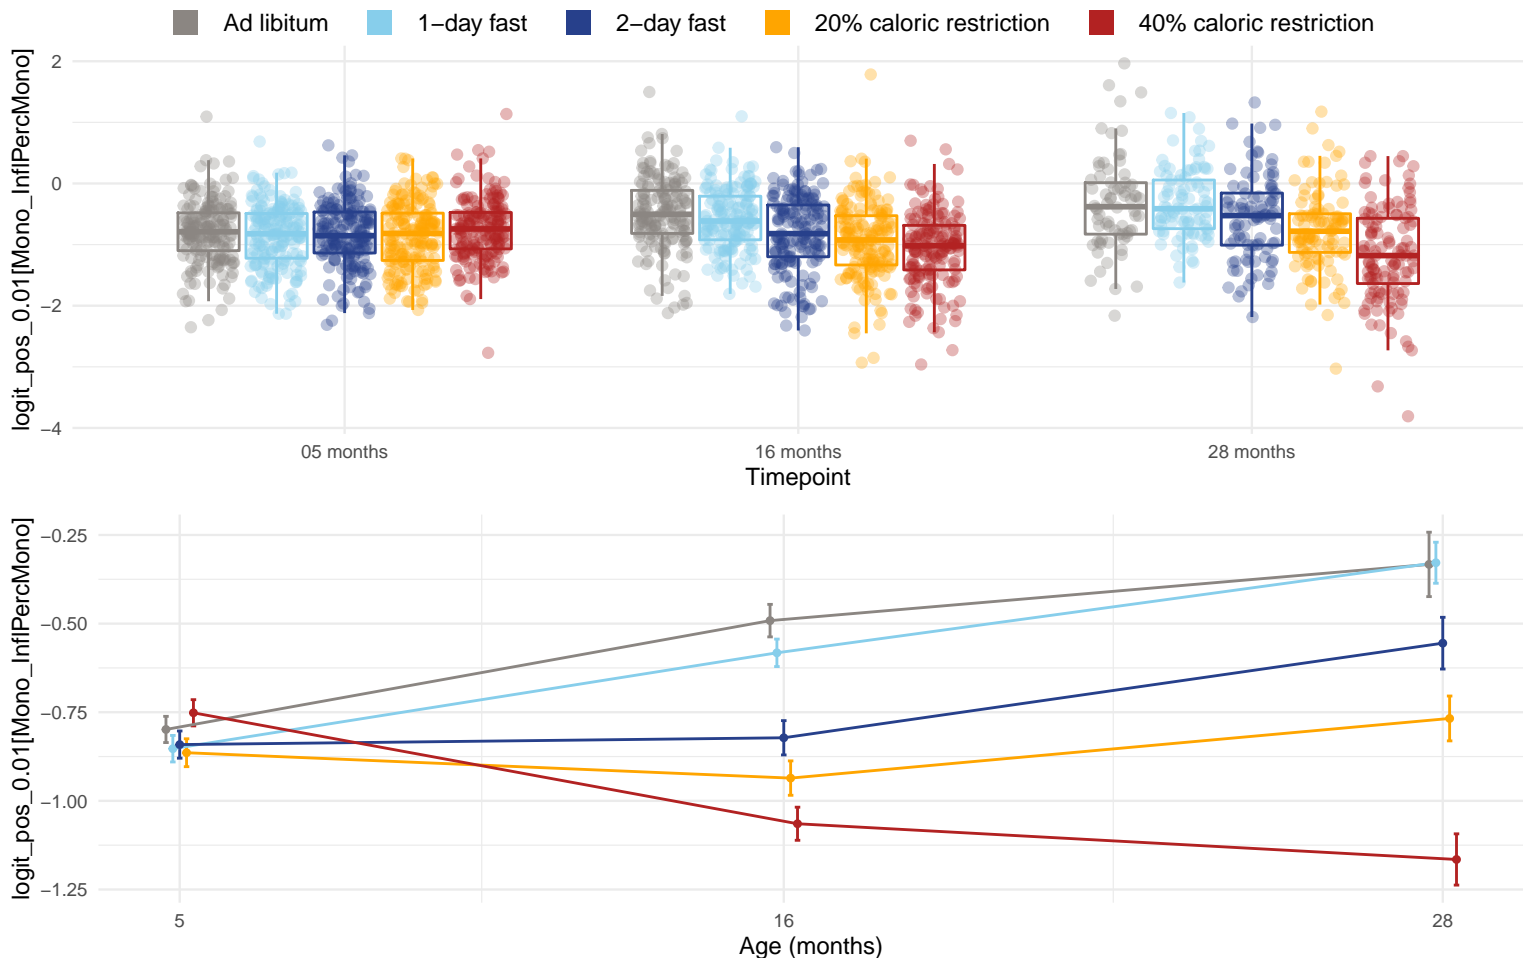 Ad libitum 1−day fast 2−day fast 20% caloric restriction 40% caloric restriction
logit_pos_0.01[Mono_InflPercMono]
2
0
−2
−4
05 months 16 months 28 months
Timepoint
logit_pos_0.01[Mono_InflPercMono]
−0.25
−0.50
−0.75
−1.00
−1.25
5 16 28
Age (months)